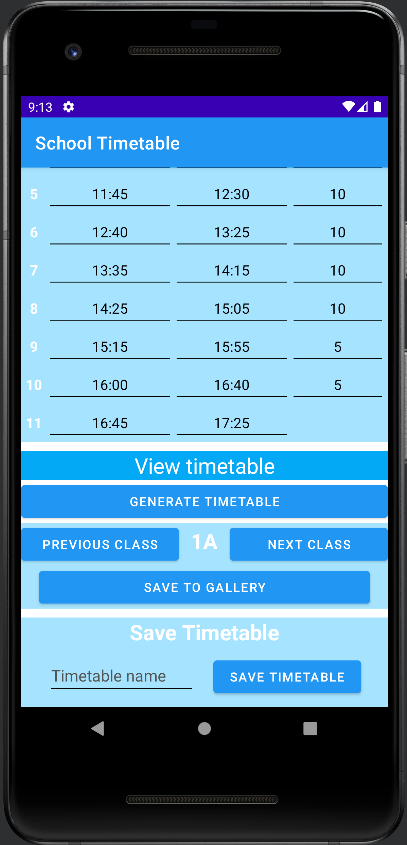 9:13
School Timetable
5 11:45 12:30 10
6 12:40 13:25 10
7 13:35 14:15 10
8 14:25 15:05 10
9 15:15 15:55 5
10 16:00 16:40 5
11 16:45 17:25
View timetable
GENERATE TIMETABLE
PREVIOUS CLASS 1A NEXT CLASS
SAVE TO GALLERY
Save Timetable
Timetable name SAVE TIMETABLE